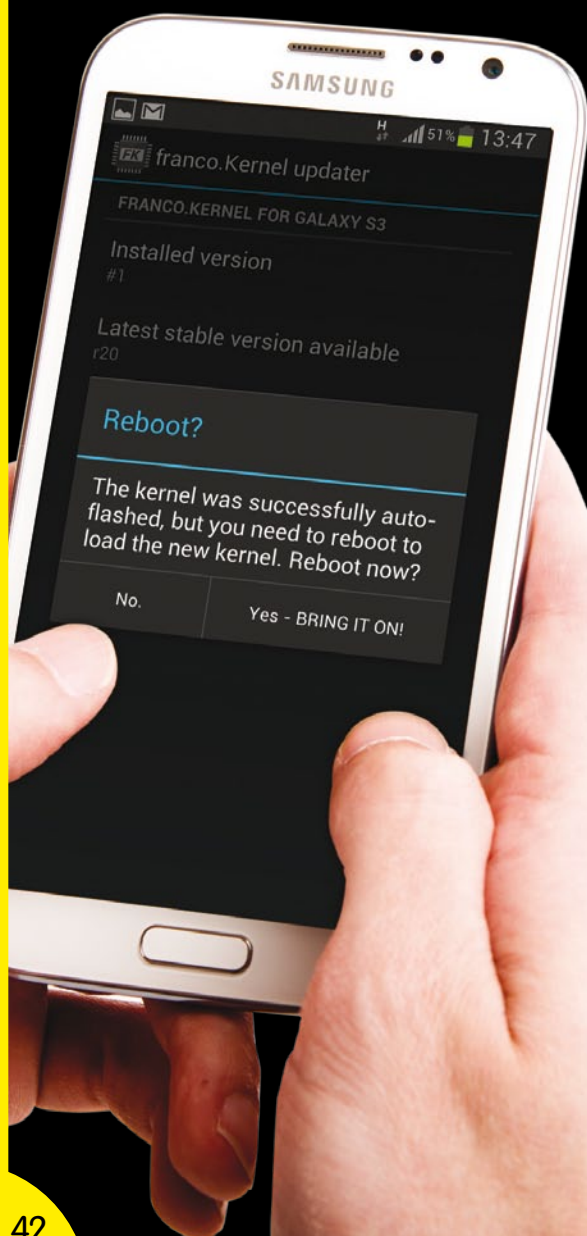 SAMSUNG
H 51% 13:47
FK franco.Kernel updater
FRANCO.KERNEL FOR GALAXY S3
Installed version
#1
Latest stable version available
r20
Reboot?
The kernel was successfully auto-
flashed, but you need to reboot to
load the new kernel. Reboot now?
No.
Yes - BRING IT ON!
42